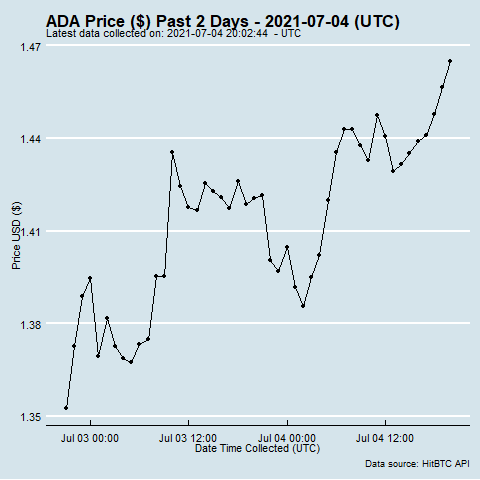 ADA Price ($) Past 2 Days - 2021-07-04 (UTC)
Latest data collected on: 2021-07-04 20:02:44 - UTC
1.47
1.44
1.41
1.38
1.35
Price USD ($)
Jul 03 00:00
Jul 03 12:00
Jul 04 00:00
Jul 04 12:00
Date Time Collected (UTC)
Data source: HitBTC API